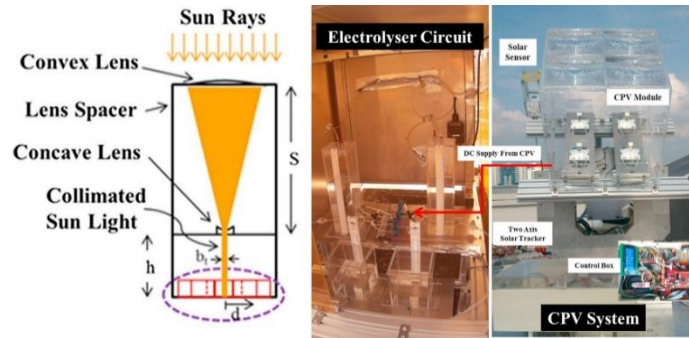 Sun Rays
Convex Lens
Lens Spacer
Concave Lens
Collimated
Sun Light
S
h
bt
d
Electrolyser Circuit
DC Supply From CPV
Solar
Sensor
CPV Module
Two Axis
Solar Tracker
Control Box
CPV System